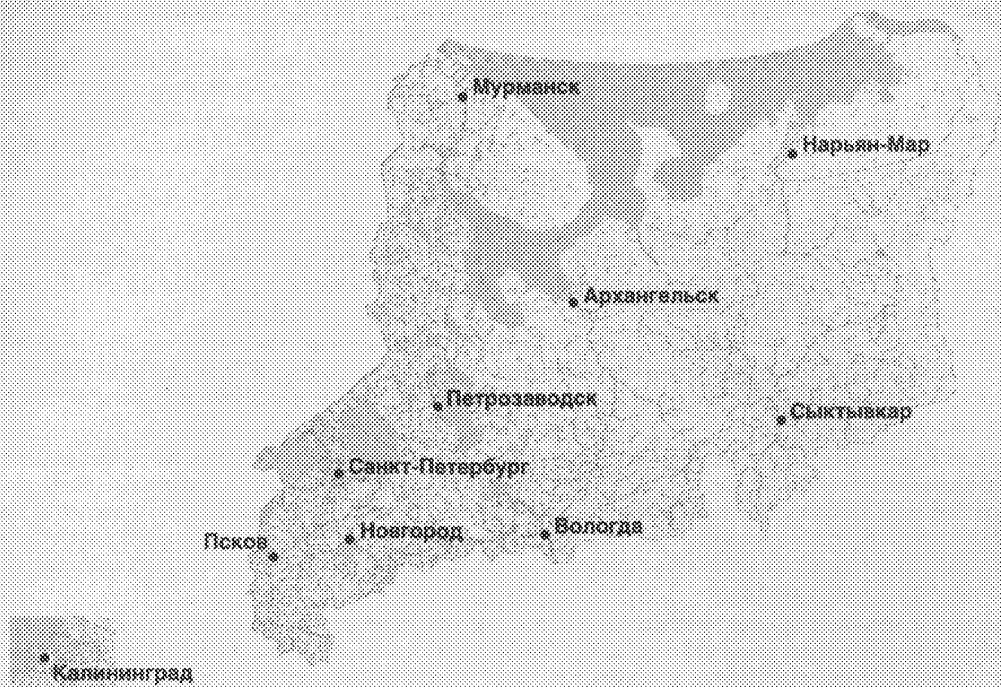 Мурманск
Нарьян-Мар
Архангельск
Петрозаводск
Сыктывкар
Санкт-Петербург
Вологда
Новгород
Псков
Калининград